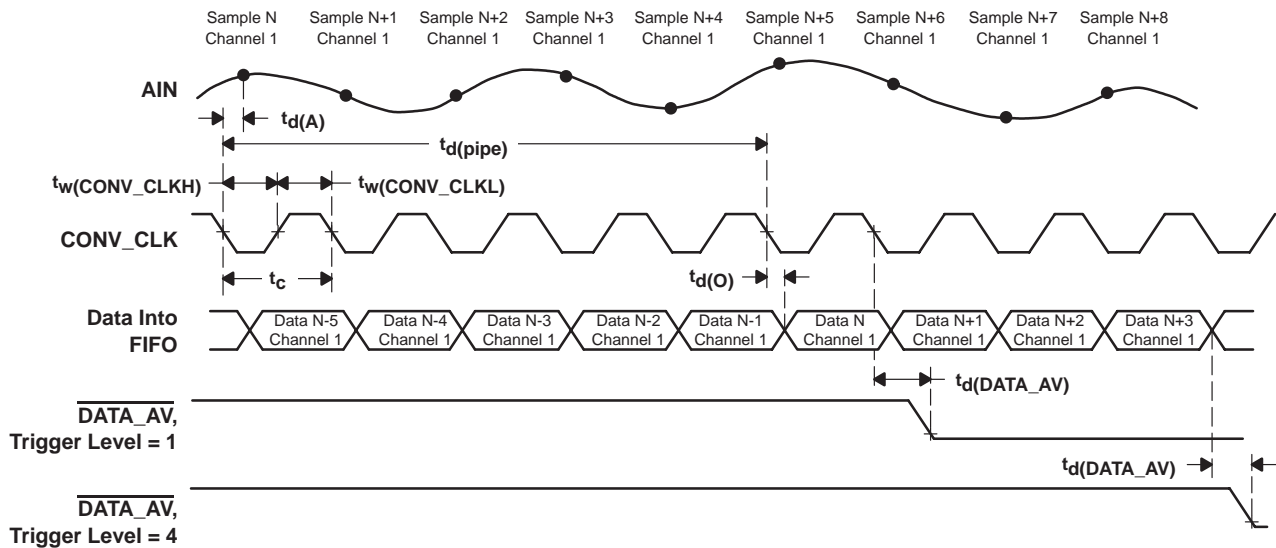 Sample N Sample N+1 Sample N+2 Sample N+3 Sample N+4 Sample N+5 Sample N+6 Sample N+7 Sample N+8
Channel 1 Channel 1 Channel 1 Channel 1 Channel 1 Channel 1 Channel 1 Channel 1 Channel 1
AIN
td(A)
td(pipe)
tw(CONV_CLKH) tw(CONV_CLKL)
CONV_CLK
tc
td(O)
Data Into
FIFO
Data N-5 Data N-4 Data N-3 Data N-2 Data N-1 Data N Data N+1 Data N+2 Data N+3
Channel 1 Channel 1 Channel 1 Channel 1 Channel 1 Channel 1 Channel 1 Channel 1 Channel 1
td(DATA_AV)
DATA_AV,
Trigger Level = 1
td(DATA_AV)
DATA_AV,
Trigger Level = 4